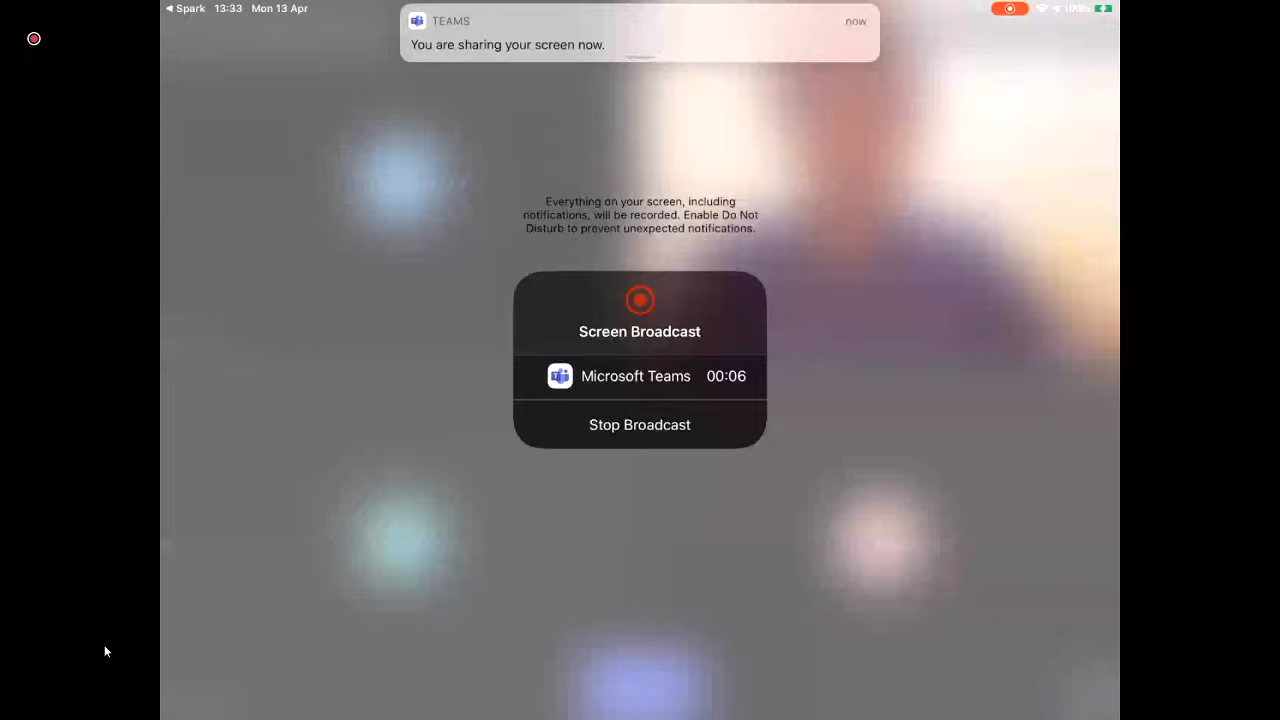 Spark 13:33 Mon 13 Apr
100%
TEAMS
now
You are sharing your screen now.
Everything on your screen, including
notifications, will be recorded. Enable Do Not
Disturb to prevent unexpected notifications.
Screen Broadcast
Microsoft Teams 00:06
Stop Broadcast